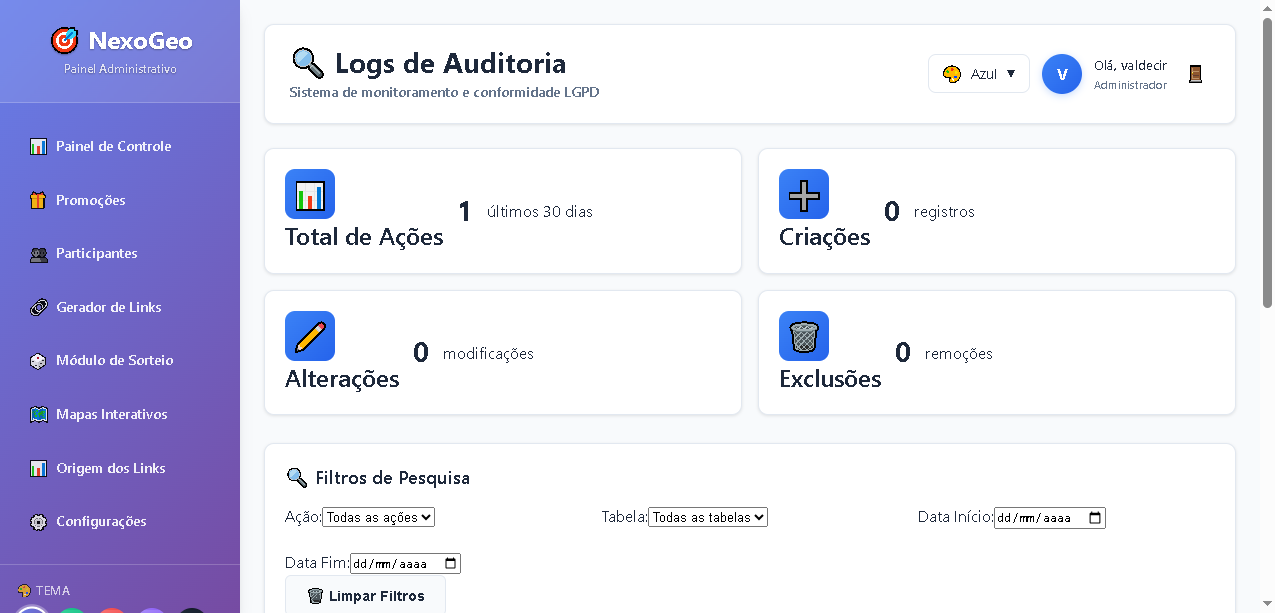 NexoGeo
Painel Administrativo
Painel de Controle
Promoções
Participantes
Gerador de Links
Módulo de Sorteio
Mapas Interativos
Origem dos Links
Configurações
TEMA
Logs de Auditoria
Sistema de monitoramento e conformidade LGPD
Azul ▼
V
Olá, valdecir
Administrador
Total de Ações
1 últimos 30 dias
Criações
0 registros
Alterações
0 modificações
Exclusões
0 remoções
Filtros de Pesquisa
Ação: Todas as ações
Tabela: Todas as tabelas
Data Início: dd/mm/aaaa
Data Fim: dd/mm/aaaa
Limpar Filtros